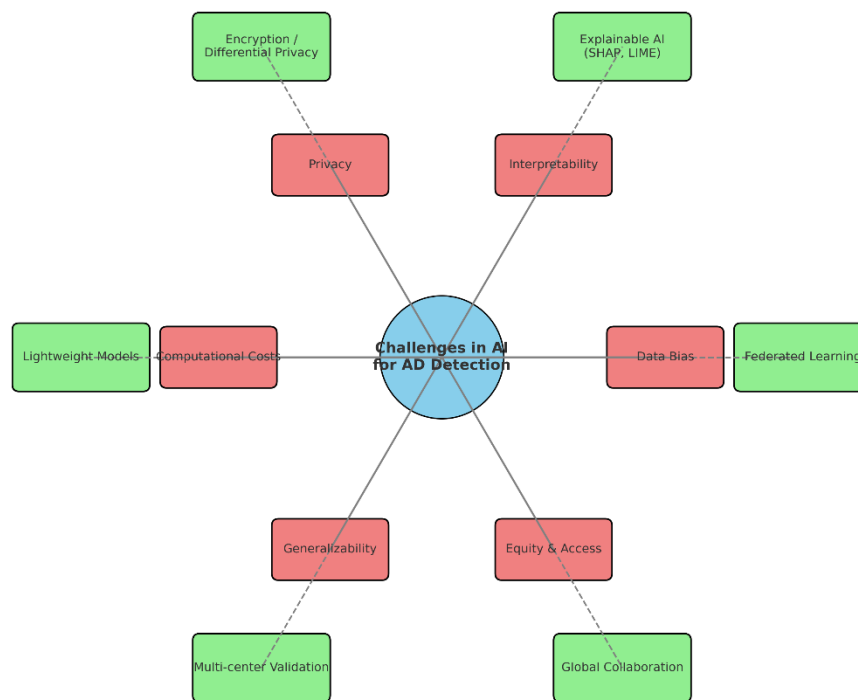 Encryption /
Differential Privacy
Explainable AI
(SHAP, LIME)
Privacy
Interpretability
Lightweight Models
Computational Costs
Challenges in AI
for AD Detection
Data Bias
Federated Learning
Generalizability
Equity & Access
Multi-center Validation
Global Collaboration